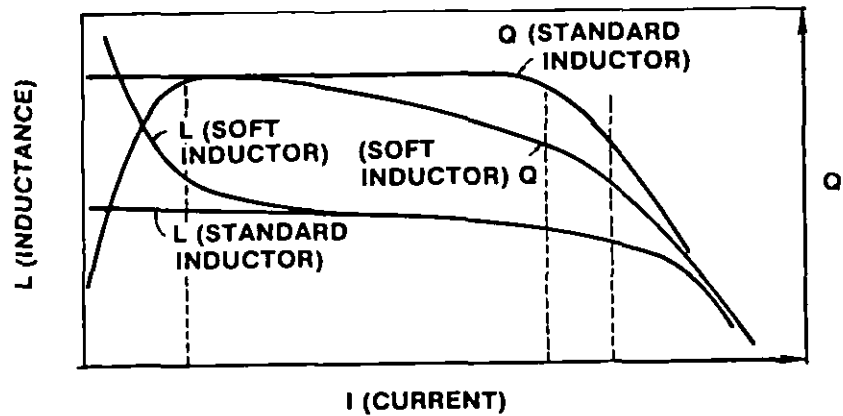 Q (STANDARD
INDUCTOR)
L (SOFT
INDUCTOR)
(SOFT
INDUCTOR) Q
L (STANDARD
INDUCTOR)
L (INDUCTANCE)
Q
I (CURRENT)